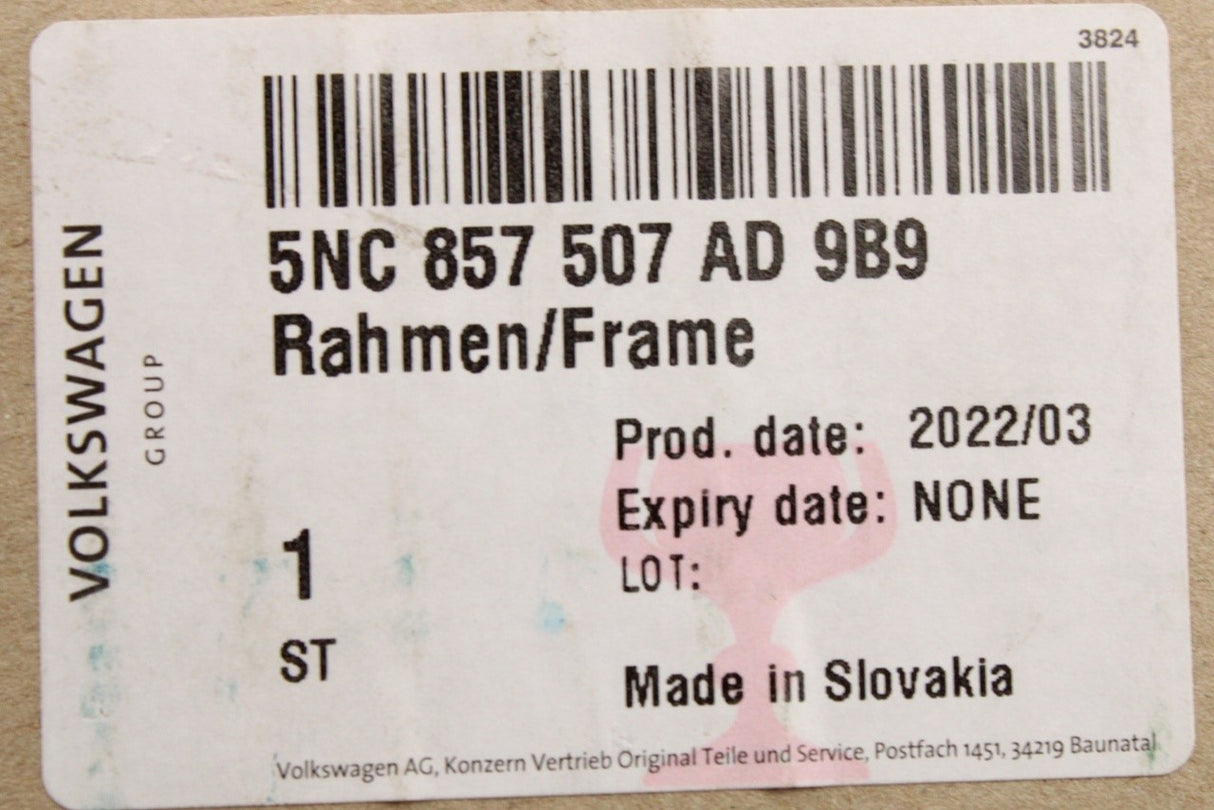 3824
5NC 857 507 AD 9B9
Rahmen/Frame
VOLKSWAGEN
GROUP
Prod. date: 2022/03
Expiry date: NONE
LOT:
1
ST
Made in Slovakia
Volkswagen AG, Konzern Vertrieb Original Teile und Service, Postfach 1451, 34219 Baunatal